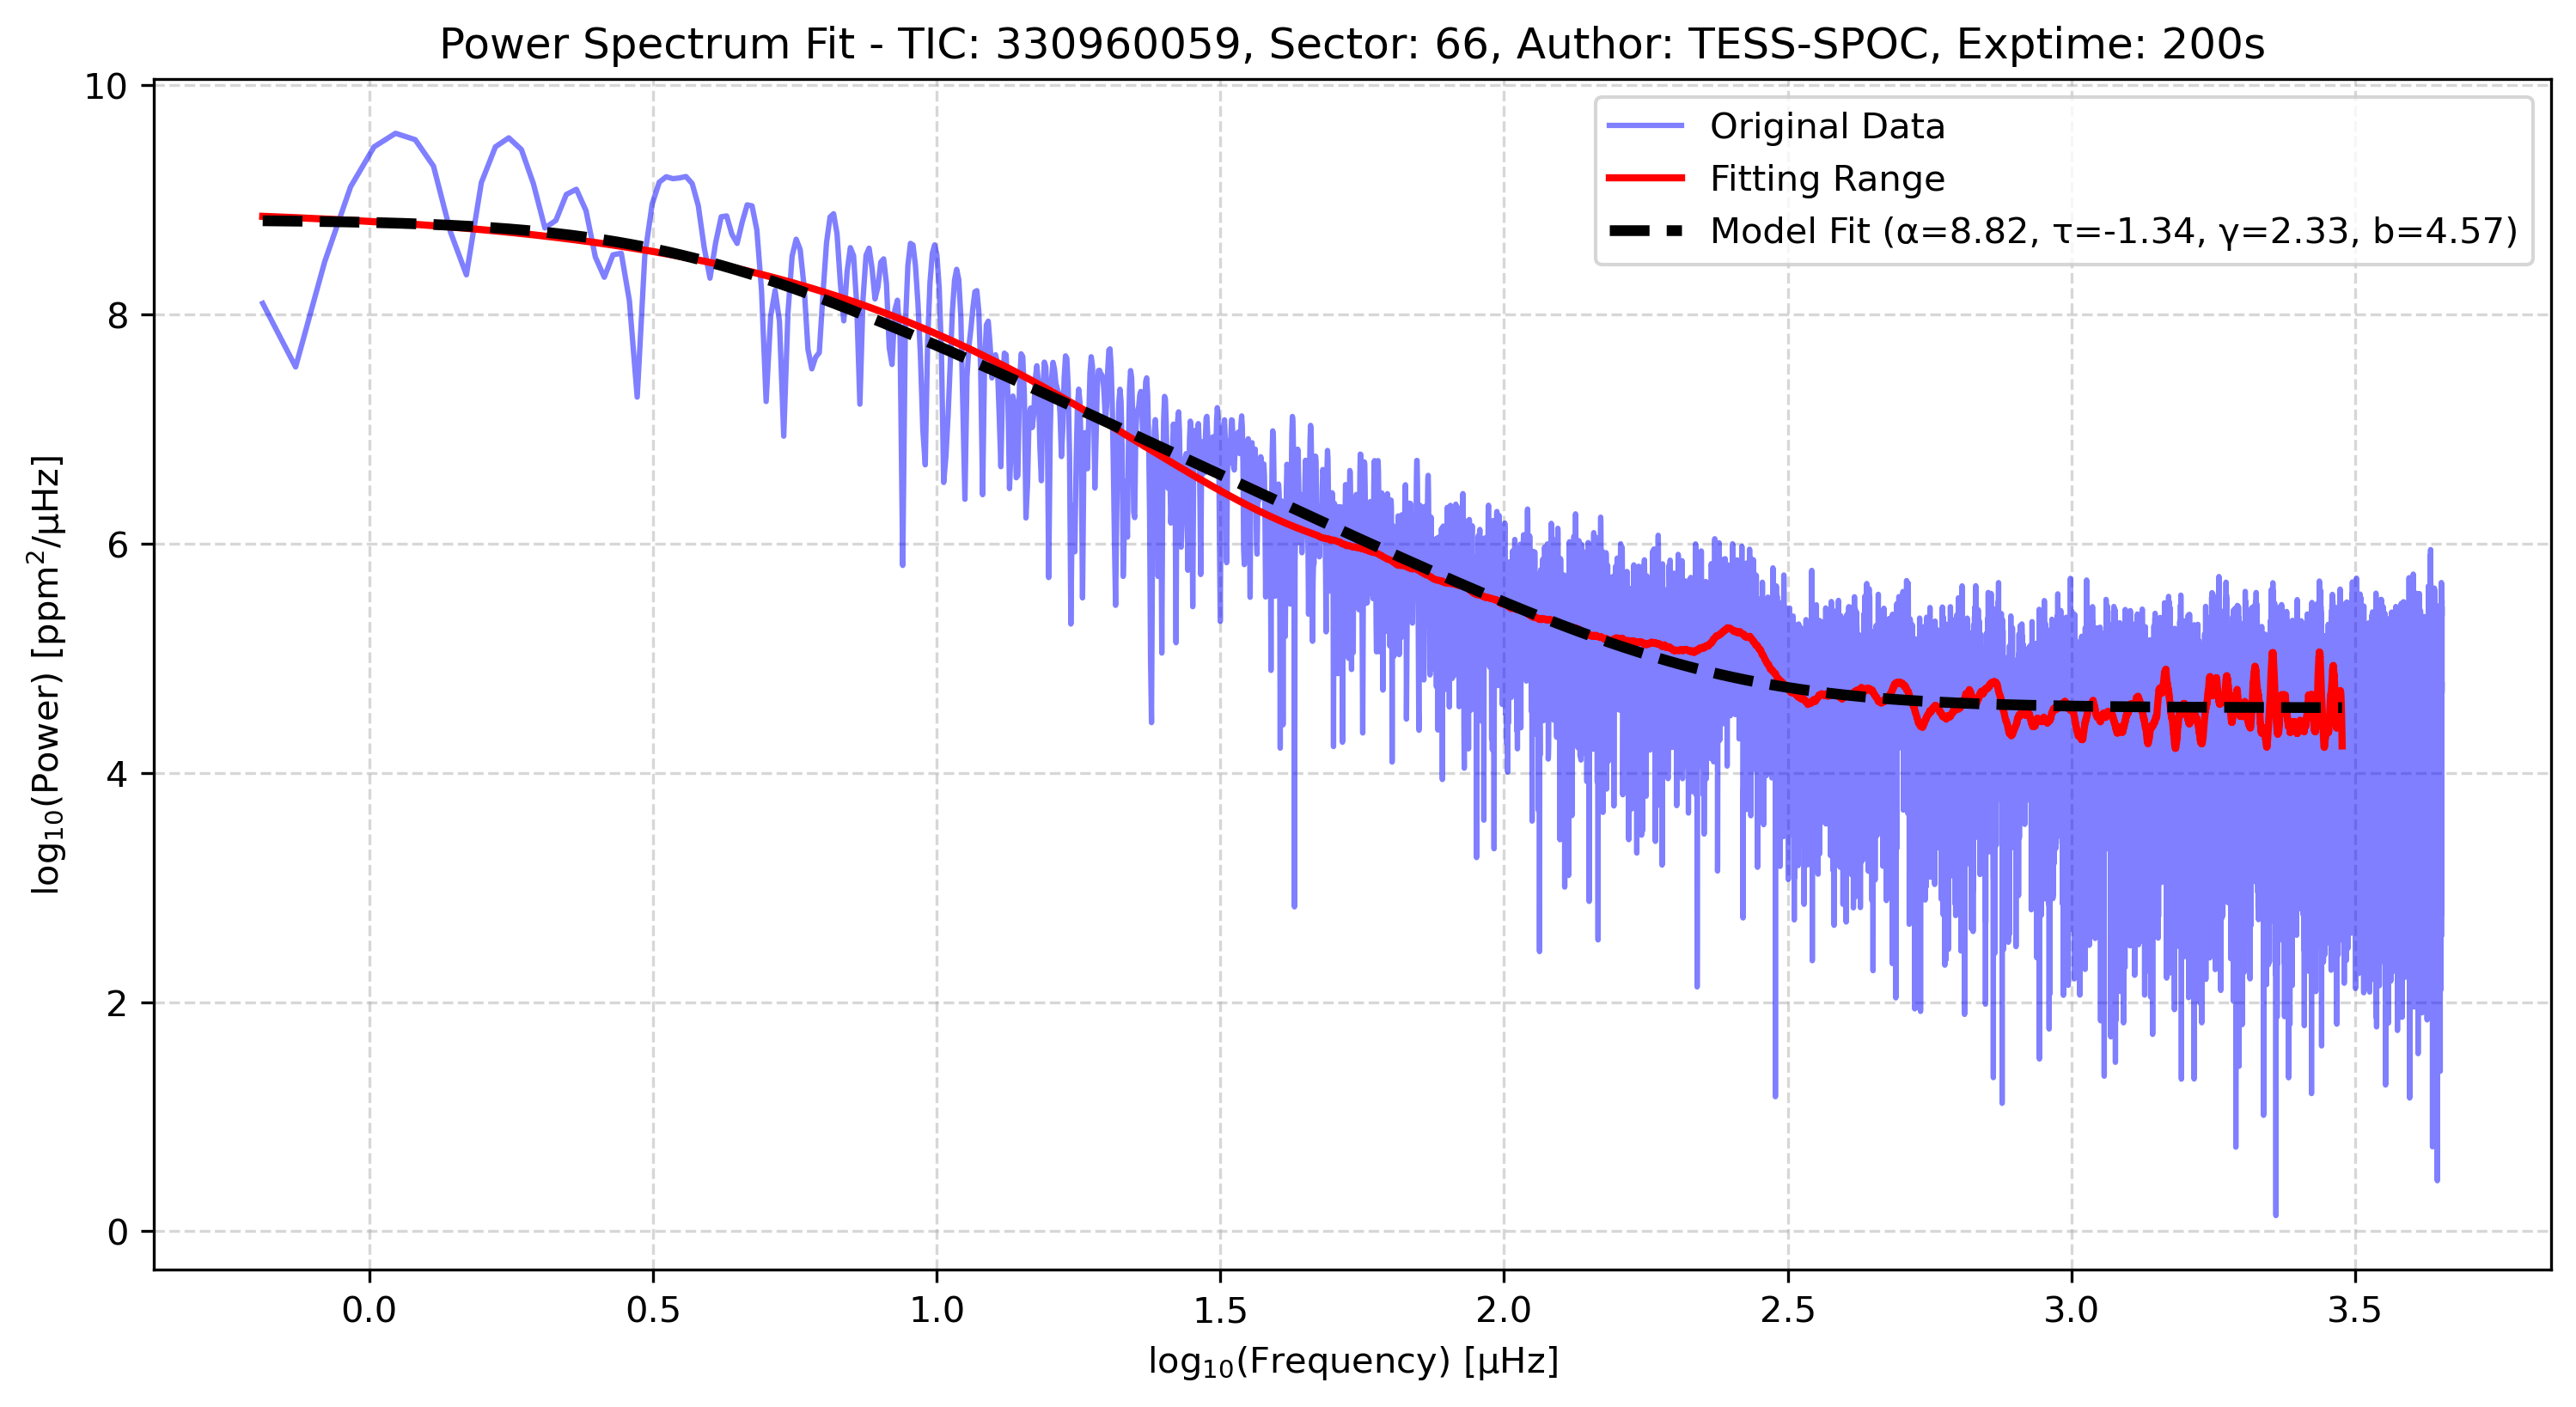 Power Spectrum Fit - TIC: 330960059, Sector: 66, Author: TESS-SPOC, Exptime: 200s
Original Data
Fitting Range
Model Fit (α=8.82, τ=-1.34, γ=2.33, b=4.57)
log₁₀(Power) [ppm²/μHz]
10
8
6
4
2
0
0.0 0.5 1.0 1.5 2.0 2.5 3.0 3.5
log₁₀(Frequency) [μHz]